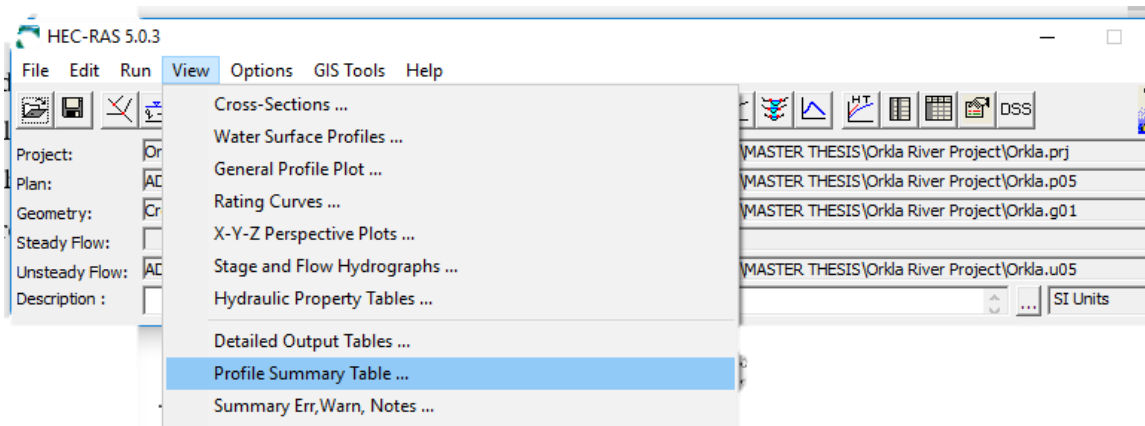 HEC-RAS 5.0.3
File Edit Run View Options GIS Tools Help
Cross-Sections ...
DSS
Water Surface Profiles ...
Project: Or \MASTER THESIS\Orkla River Project\Orkla.prj
General Profile Plot ...
Plan: AD \MASTER THESIS\Orkla River Project\Orkla.p05
Rating Curves ...
Geometry: Cr \MASTER THESIS\Orkla River Project\Orkla.g01
X-Y-Z Perspective Plots ...
Steady Flow:
Stage and Flow Hydrographs ...
Unsteady Flow: AD \MASTER THESIS\Orkla River Project\Orkla.u05
Hydraulic Property Tables ...
Description : ... SI Units
Detailed Output Tables ...
Profile Summary Table ...
Summary Err,Warn, Notes ...